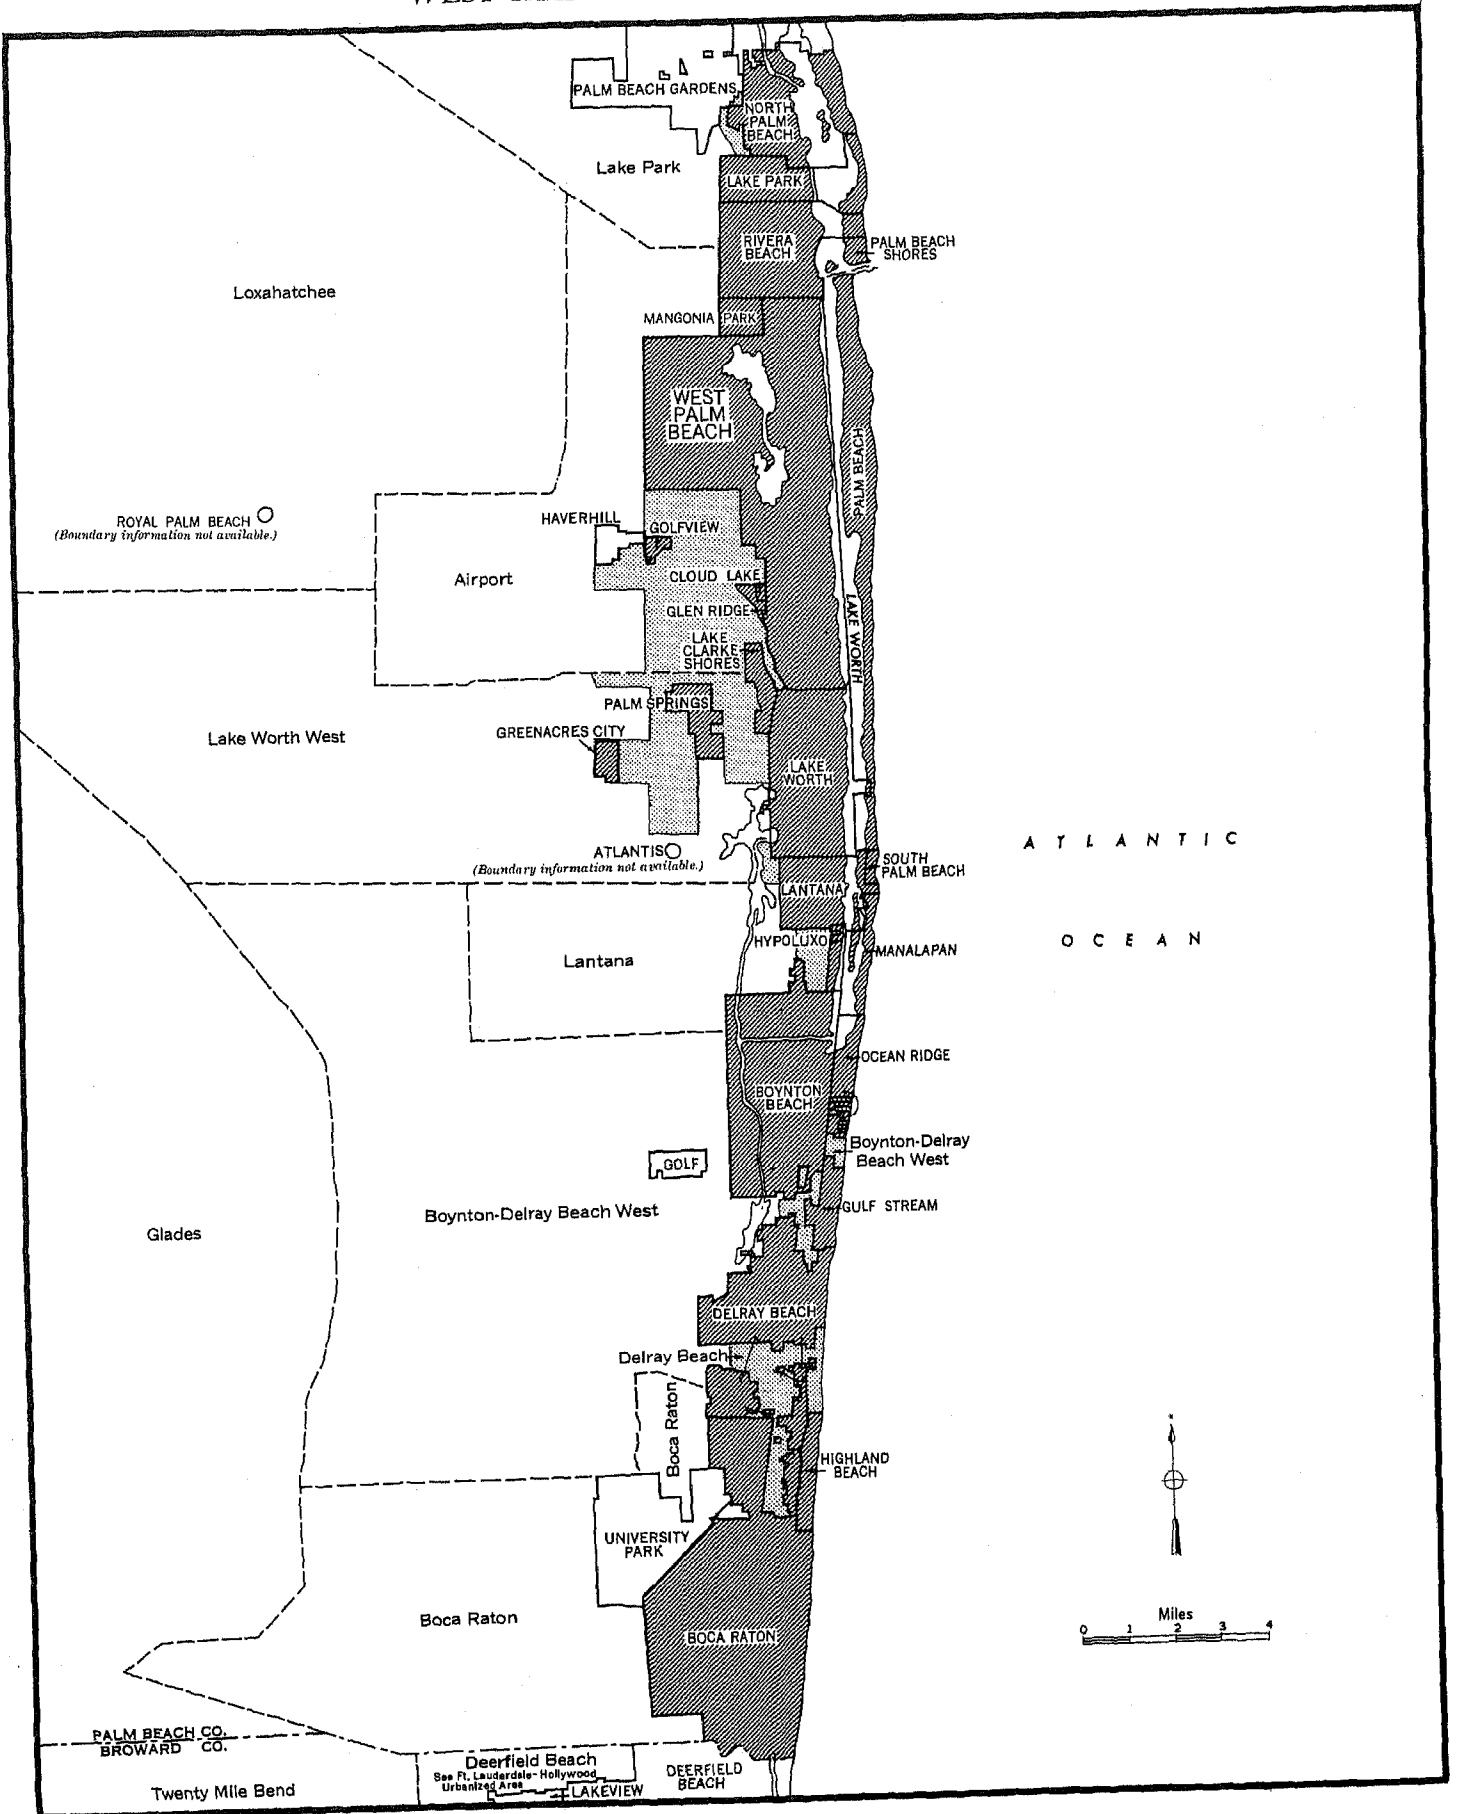 PALM BEACH GARDENS
NORTH
PALM
BEACH
Lake Park
LAKE PARK
RIVERA
BEACH
PALM BEACH
SHORES
Loxahatchee
MANGONIA PARK
WEST
PALM
BEACH
PALM BEACH
ROYAL PALM BEACH
(Boundary information not available.)
HAVERHILL
GOLFVIEW
Airport
CLOUD LAKE
GLEN RIDGE
LAKE WORTH
LAKE
CLARKE
SHORES
PALM SPRINGS
GREENACRES CITY
Lake Worth West
LAKE
WORTH
ATLANTIC
ATLANTIS
(Boundary information not available.)
SOUTH
PALM BEACH
LANTANA
OCEAN
HYPOLUXO
MANALAPAN
Lantana
OCEAN RIDGE
BOYNTON
BEACH
Boynton-Delray
Beach West
GOLF
GULF STREAM
Boynton-Delray Beach West
Glades
DELRAY BEACH
Delray Beach
Boca Raton
HIGHLAND
BEACH
UNIVERSITY
PARK
Boca Raton
BOCA RATON
Miles
0 1 2 3 4
PALM BEACH CO.
BROWARD CO.
Deerfield Beach
See Ft. Lauderdale-Hollywood
Urbanized Area
DEERFIELD
BEACH
Twenty Mile Bend
LAKEVIEW